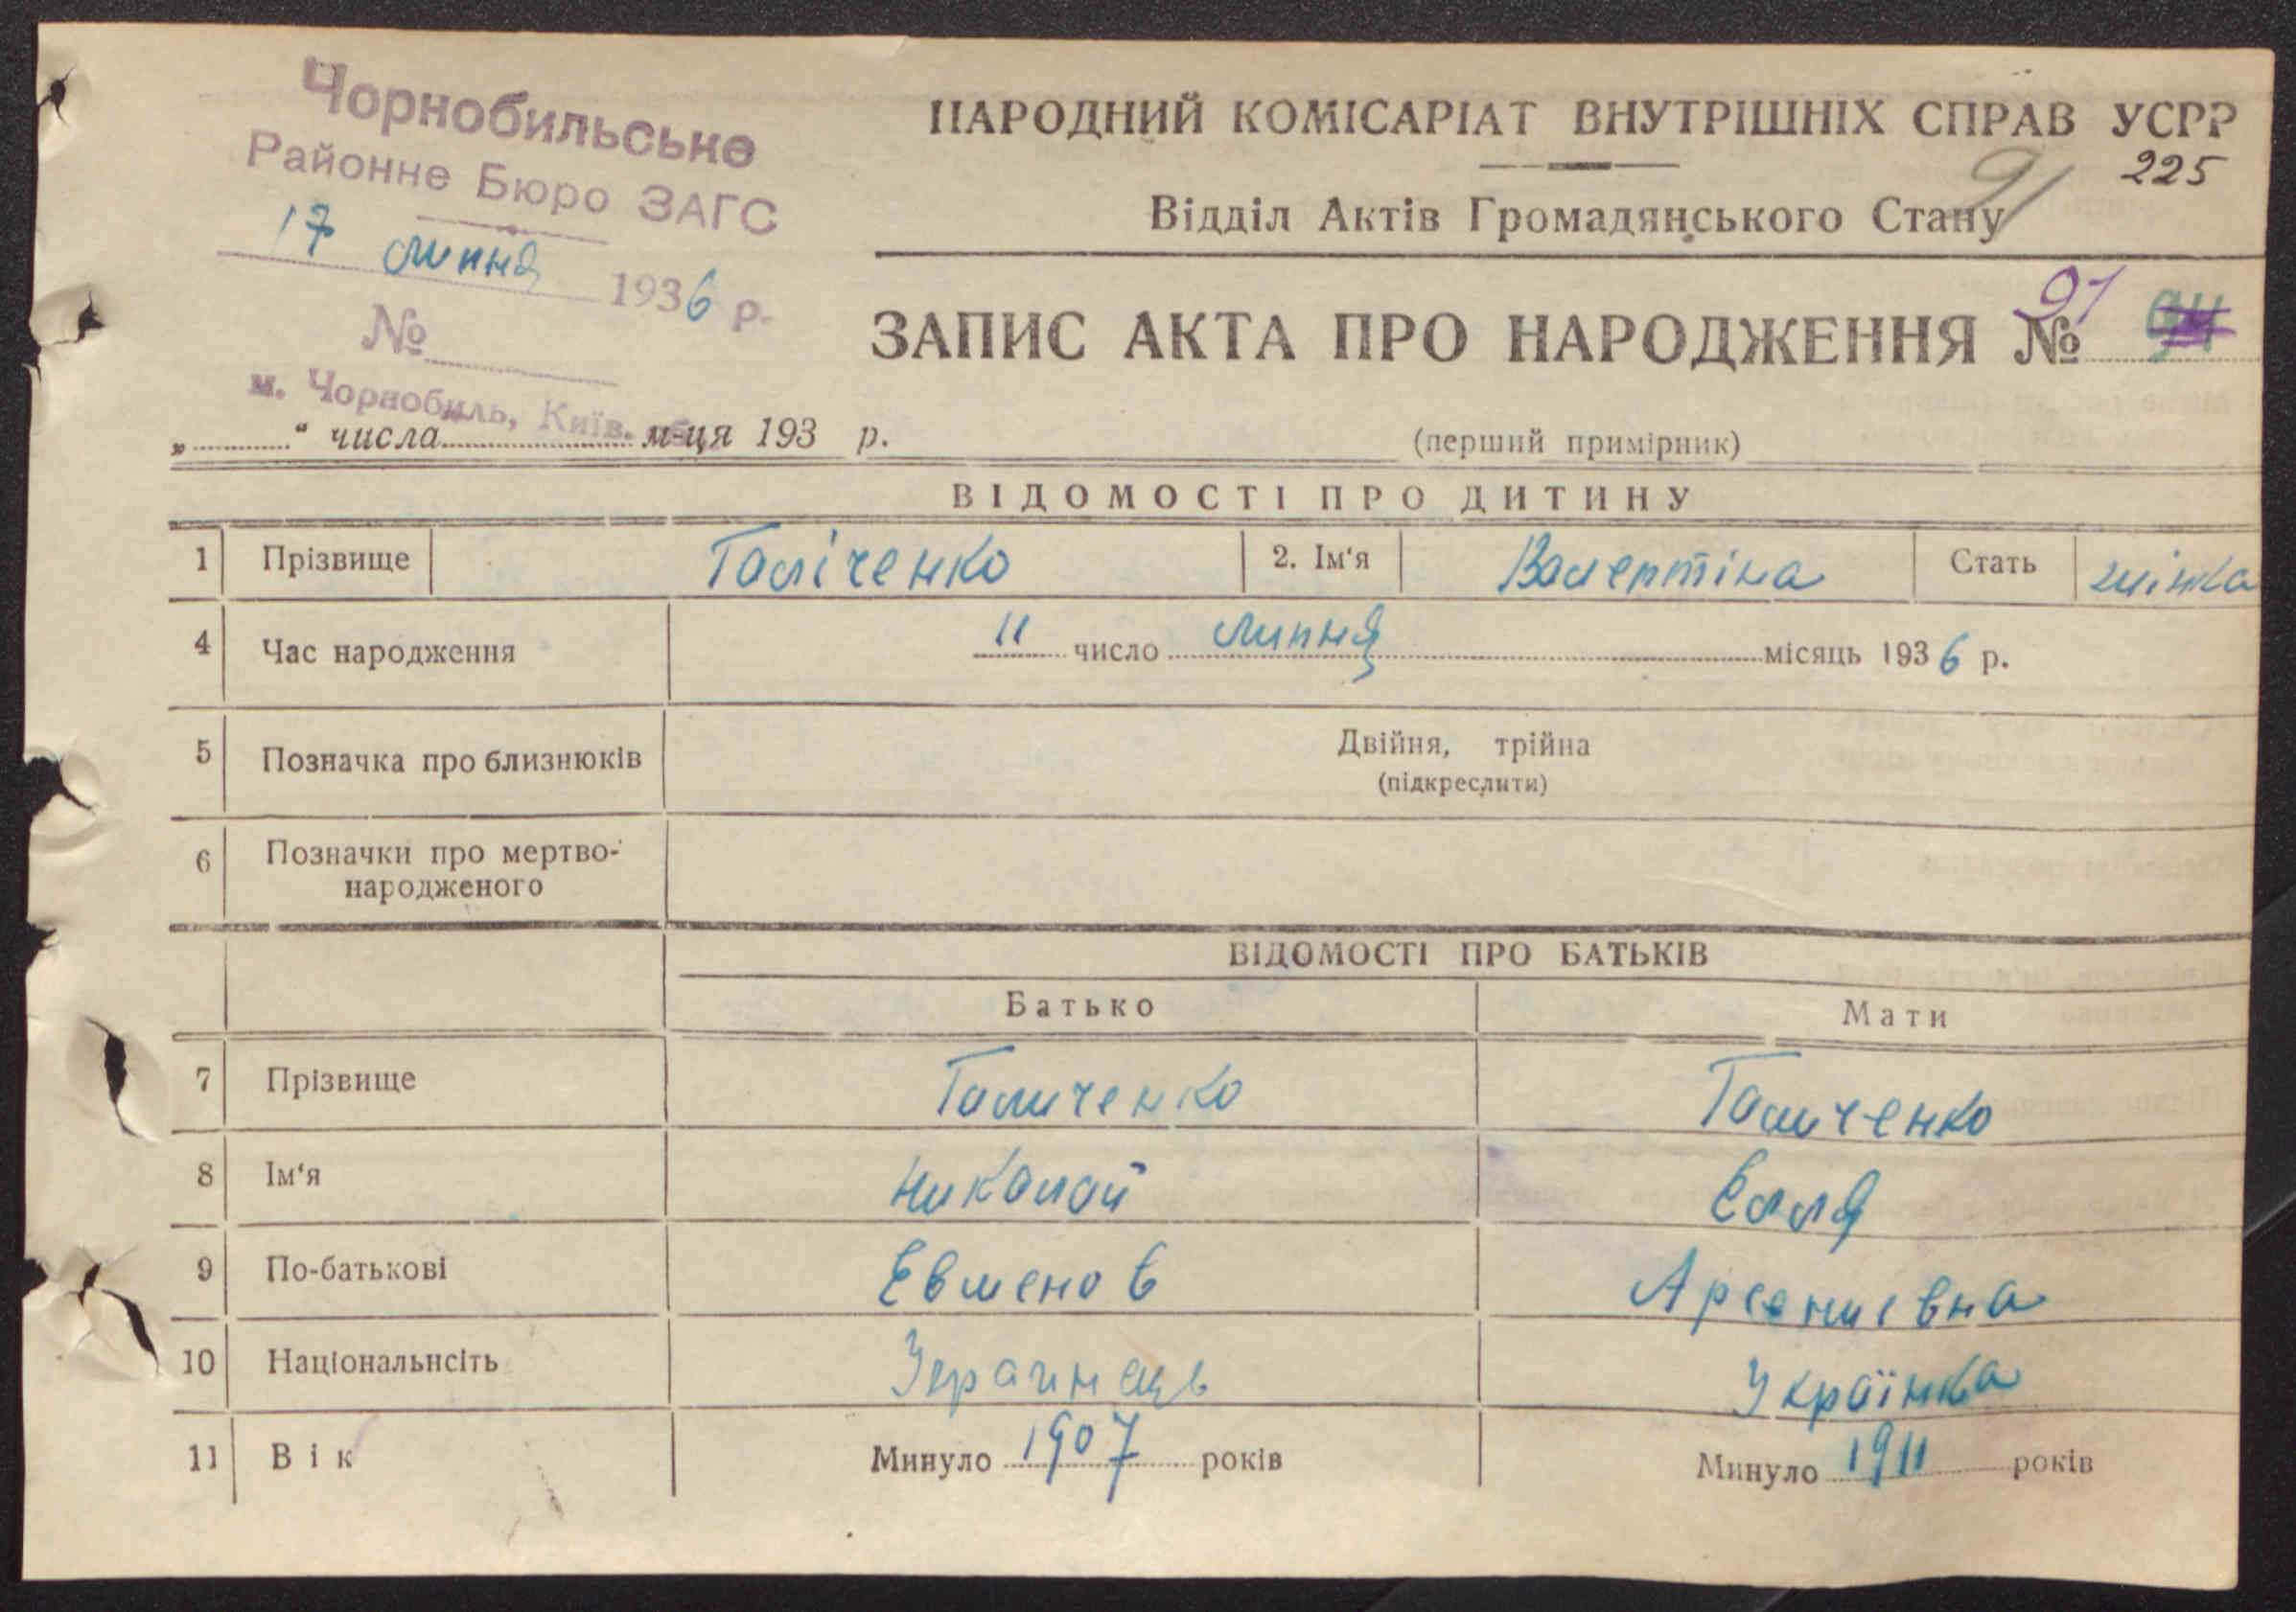 Чорнобильське
Районне Бюро ЗАГС
17 липня 1936 р.
№
м. Чорнобиль, Київ.
НАРОДНИЙ КОМІСАРІАТ ВНУТРІШНІХ СПРАВ УСРР
225
91
Відділ Актів Громадянського Стану
91
ЗАПИС АКТА ПРО НАРОДЖЕННЯ №
„ “ числа м-ця 193 р.
(перший примірник)
ВІДОМОСТІ ПРО ДИТИНУ
1 Прізвище Галіченко 2. Ім‘я Валентіна Стать жінка
4 Час народження 11 число липня місяць 1936 р.
5 Позначка про близнюків Двійня, трійна
(підкреслити)
6 Позначки про мертво-
народженого
ВІДОМОСТІ ПРО БАТЬКІВ
Батько Мати
7 Прізвище Галиченко Галиченко
8 Ім‘я Николай Елля
9 По-батькові Евменов Арсениевна
10 Національнсіть Украинець Українка
11 Вік Минуло 1907 років Минуло 1911 років